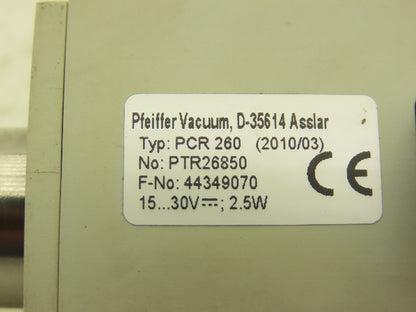 Pfeiffer Vacuum, D-35614 Asslar
Typ: PCR 260 (2010/03)
No: PTR26850
F-No: 44349070
15...30V⎓; 2.5W
CE